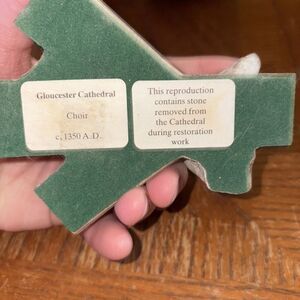 Gloucester Cathedral
Choir
c, 1350 A.D.
This reproduction
contains stone
removed from
the Cathedral
during restoration
work